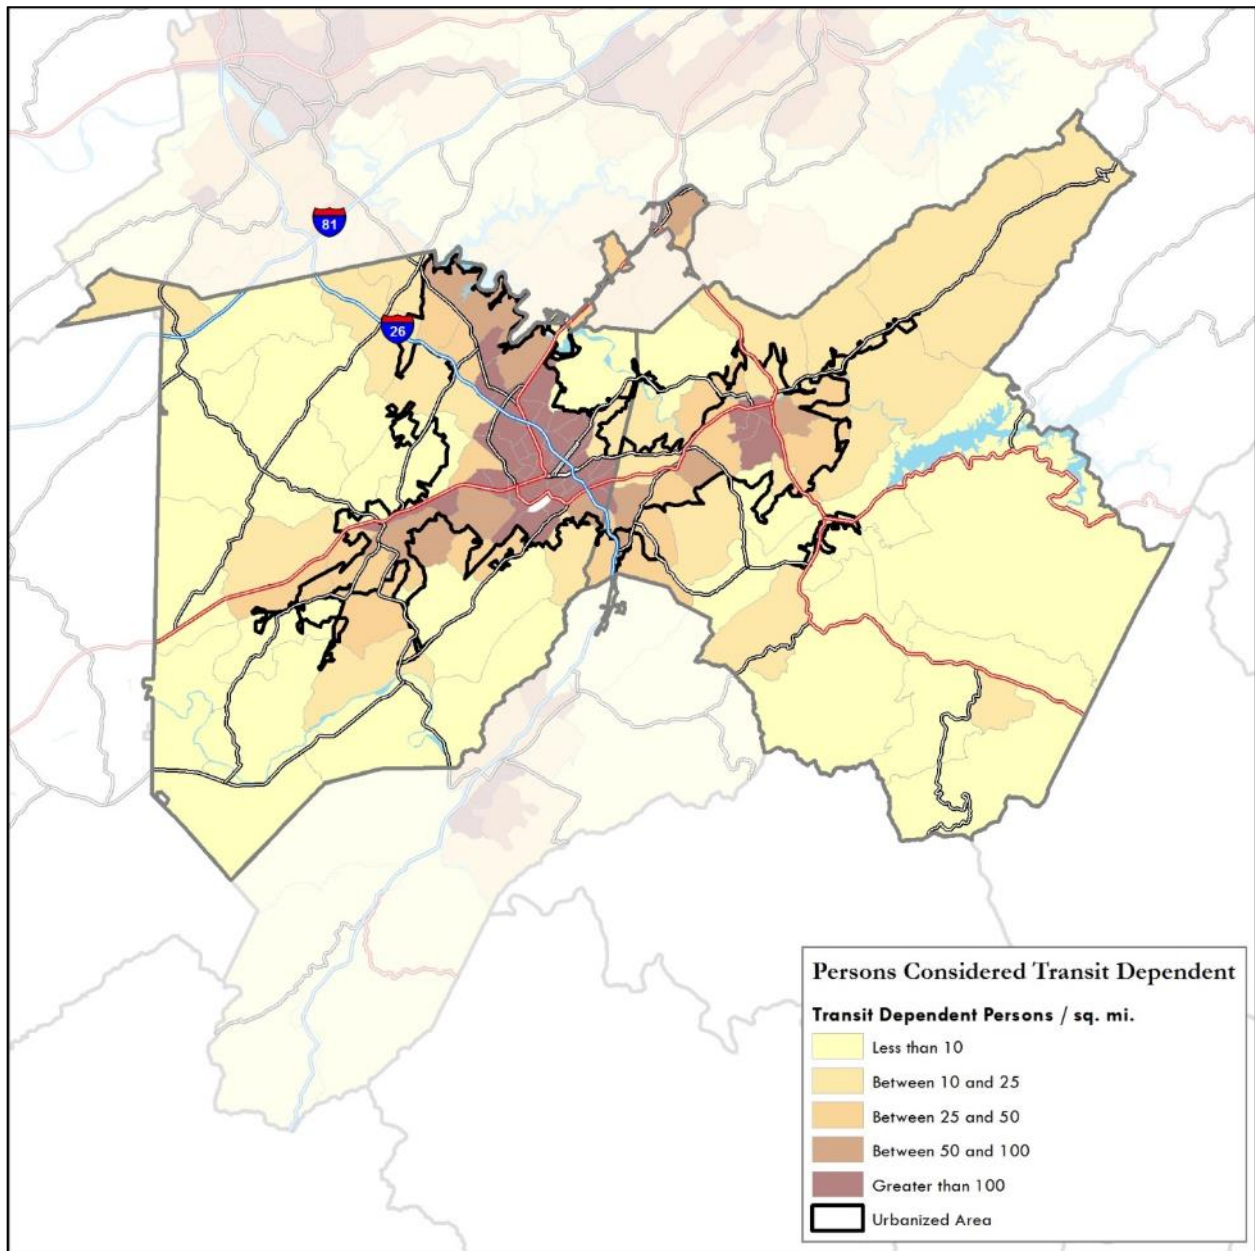 81
26
Persons Considered Transit Dependent
Transit Dependent Persons / sq. mi.
Less than 10
Between 10 and 25
Between 25 and 50
Between 50 and 100
Greater than 100
Urbanized Area